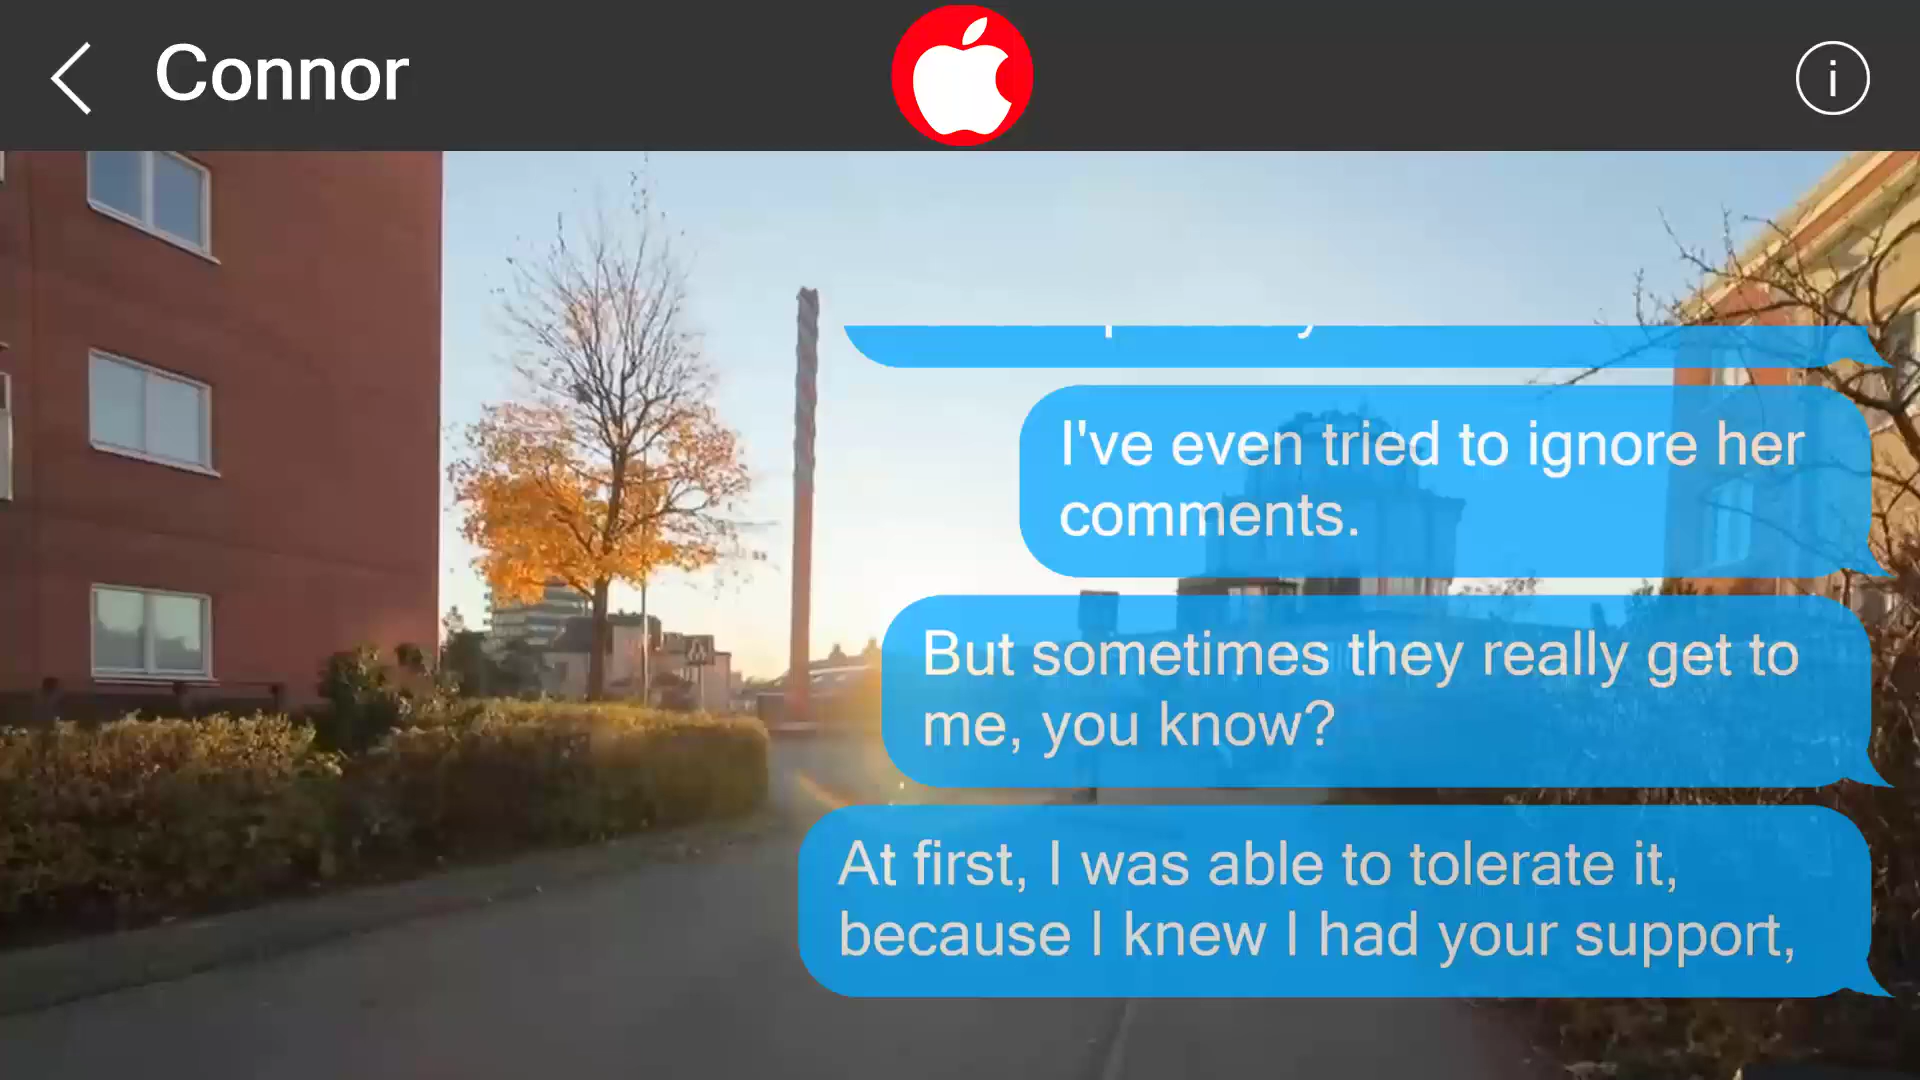 Connor
i
I've even tried to ignore her
comments.
But sometimes they really get to
me, you know?
At first, I was able to tolerate it,
because I knew I had your support,